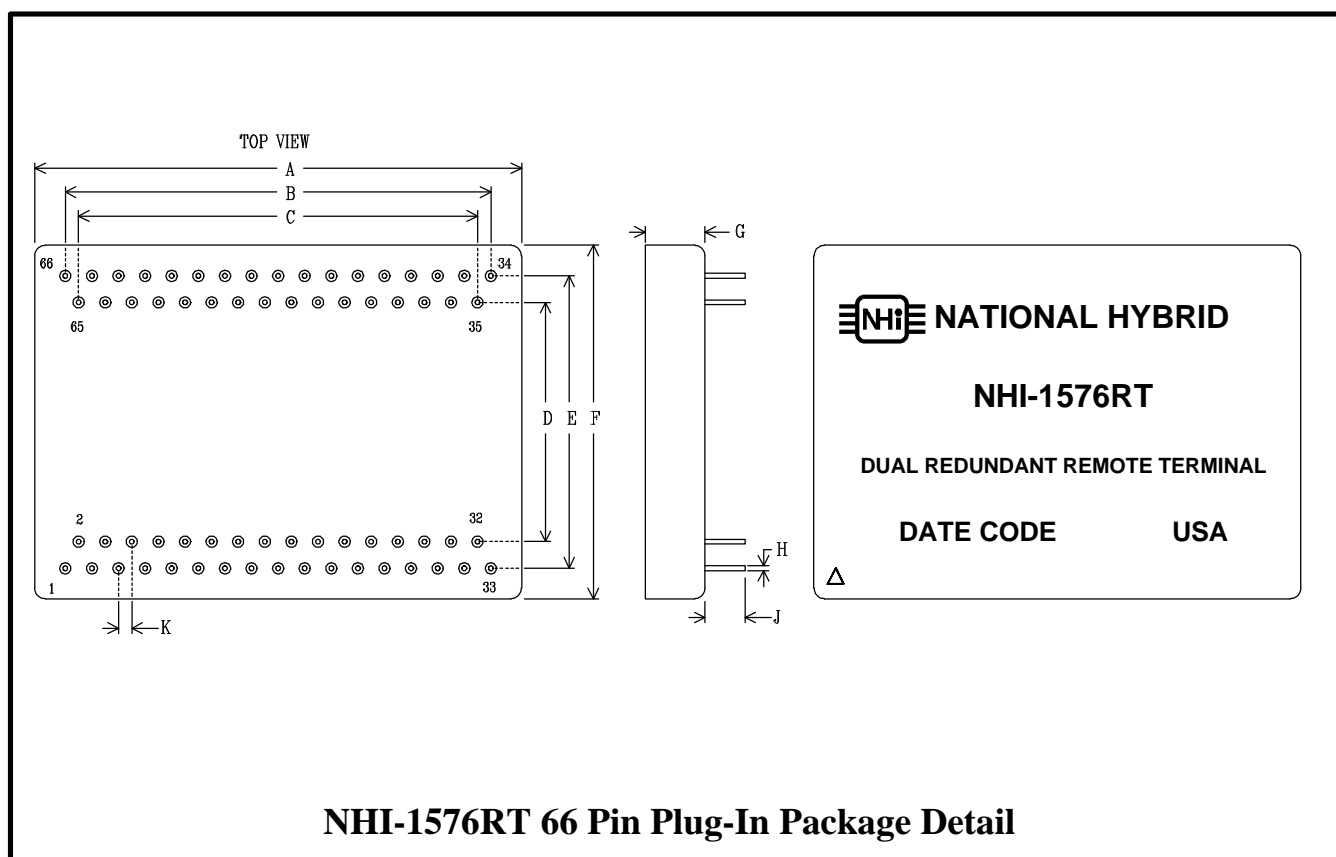 TOP VIEW
A
B
C
66
34
65
35
G
D
E
F
2
32
1
33
K
H
J
NHi NATIONAL HYBRID
NHI-1576RT
DUAL REDUNDANT REMOTE TERMINAL
DATE CODE USA
NHI-1576RT 66 Pin Plug-In Package Detail